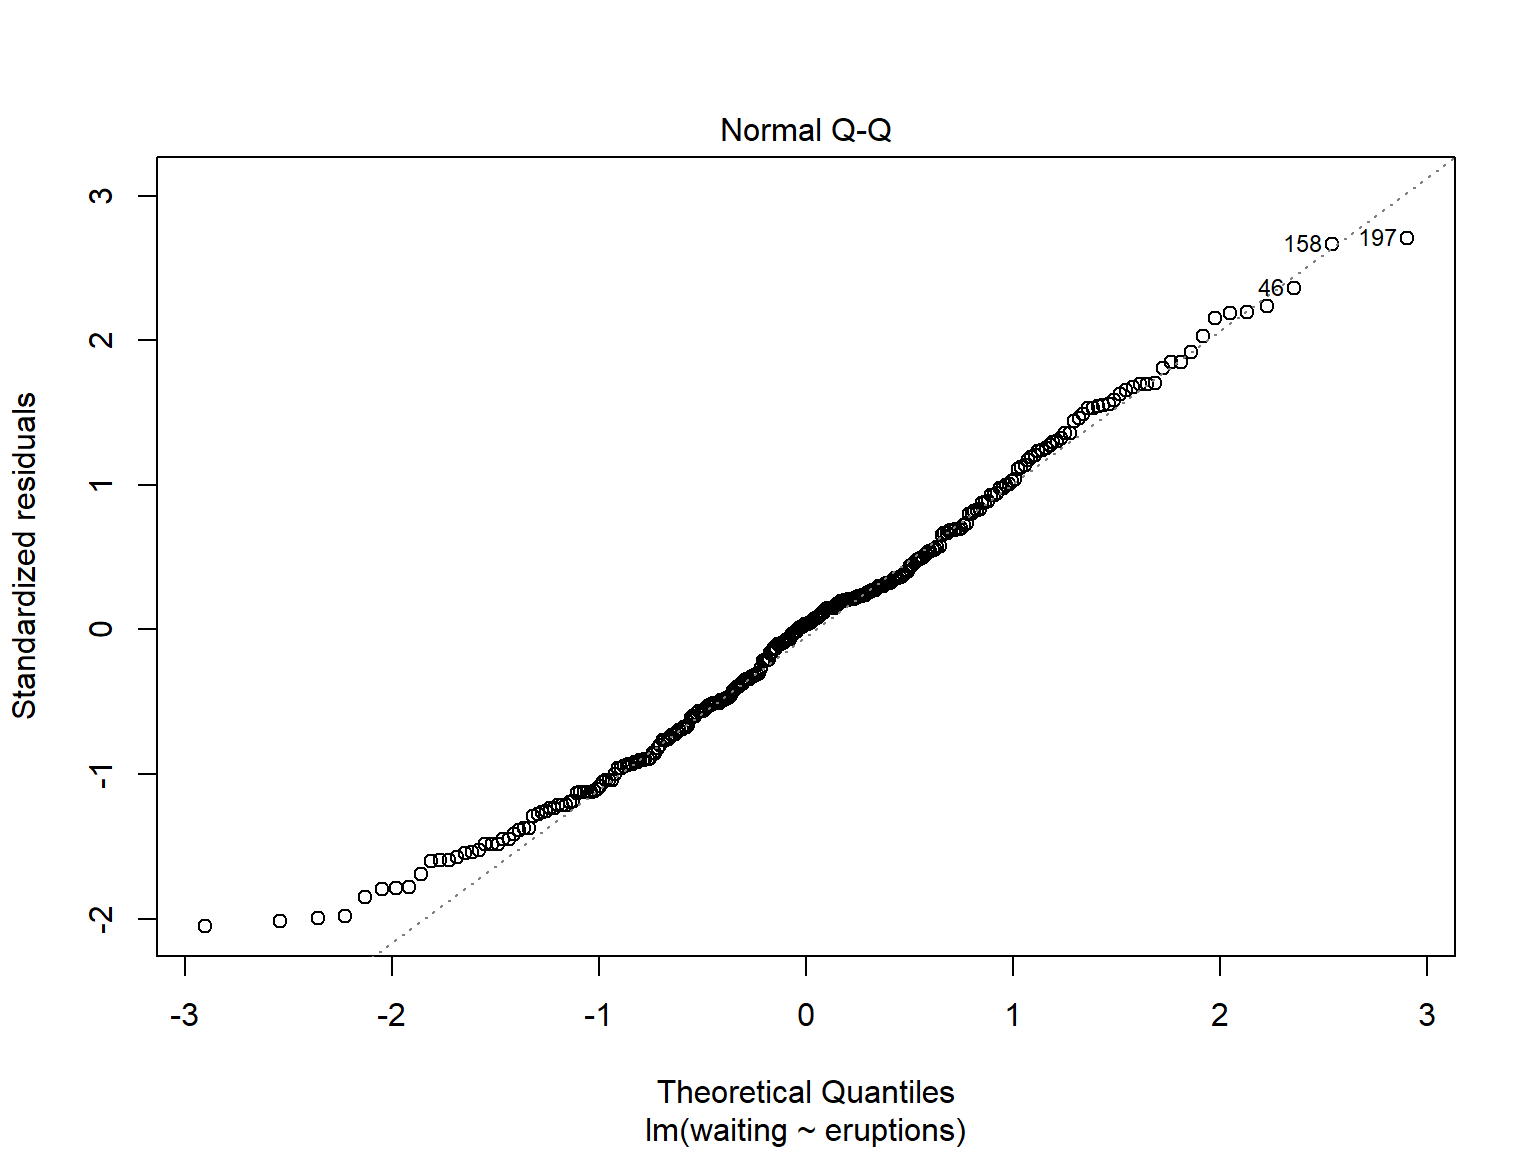 Normal Q-Q
Standardized residuals
3
2
1
0
-1
-2
158
197
46
-3 -2 -1 0 1 2 3
Theoretical Quantiles
lm(waiting ~ eruptions)